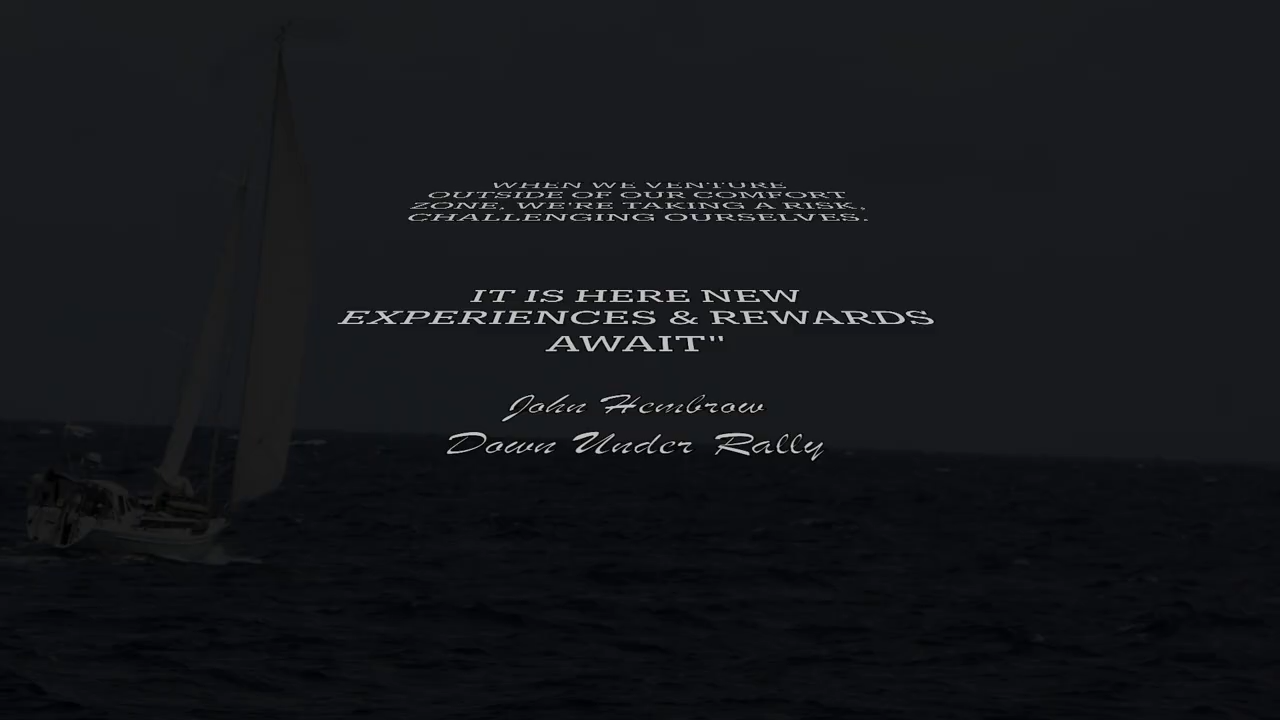 WHEN WE VENTURE
OUTSIDE OF OUR COMFORT
ZONE, WE'RE TAKING A RISK,
CHALLENGING OURSELVES.
IT IS HERE NEW
EXPERIENCES & REWARDS
AWAIT"
John Hembrow
Down Under Rally